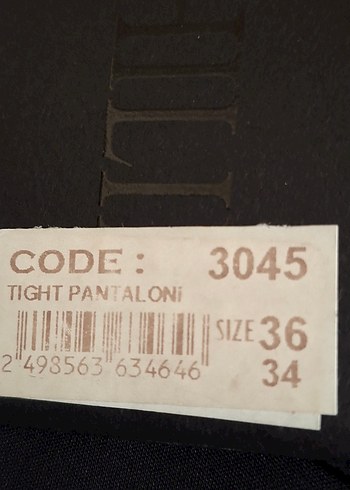 CODE: 3045
TIGHT PANTALONi
SIZE 36
34
2 498563 634646